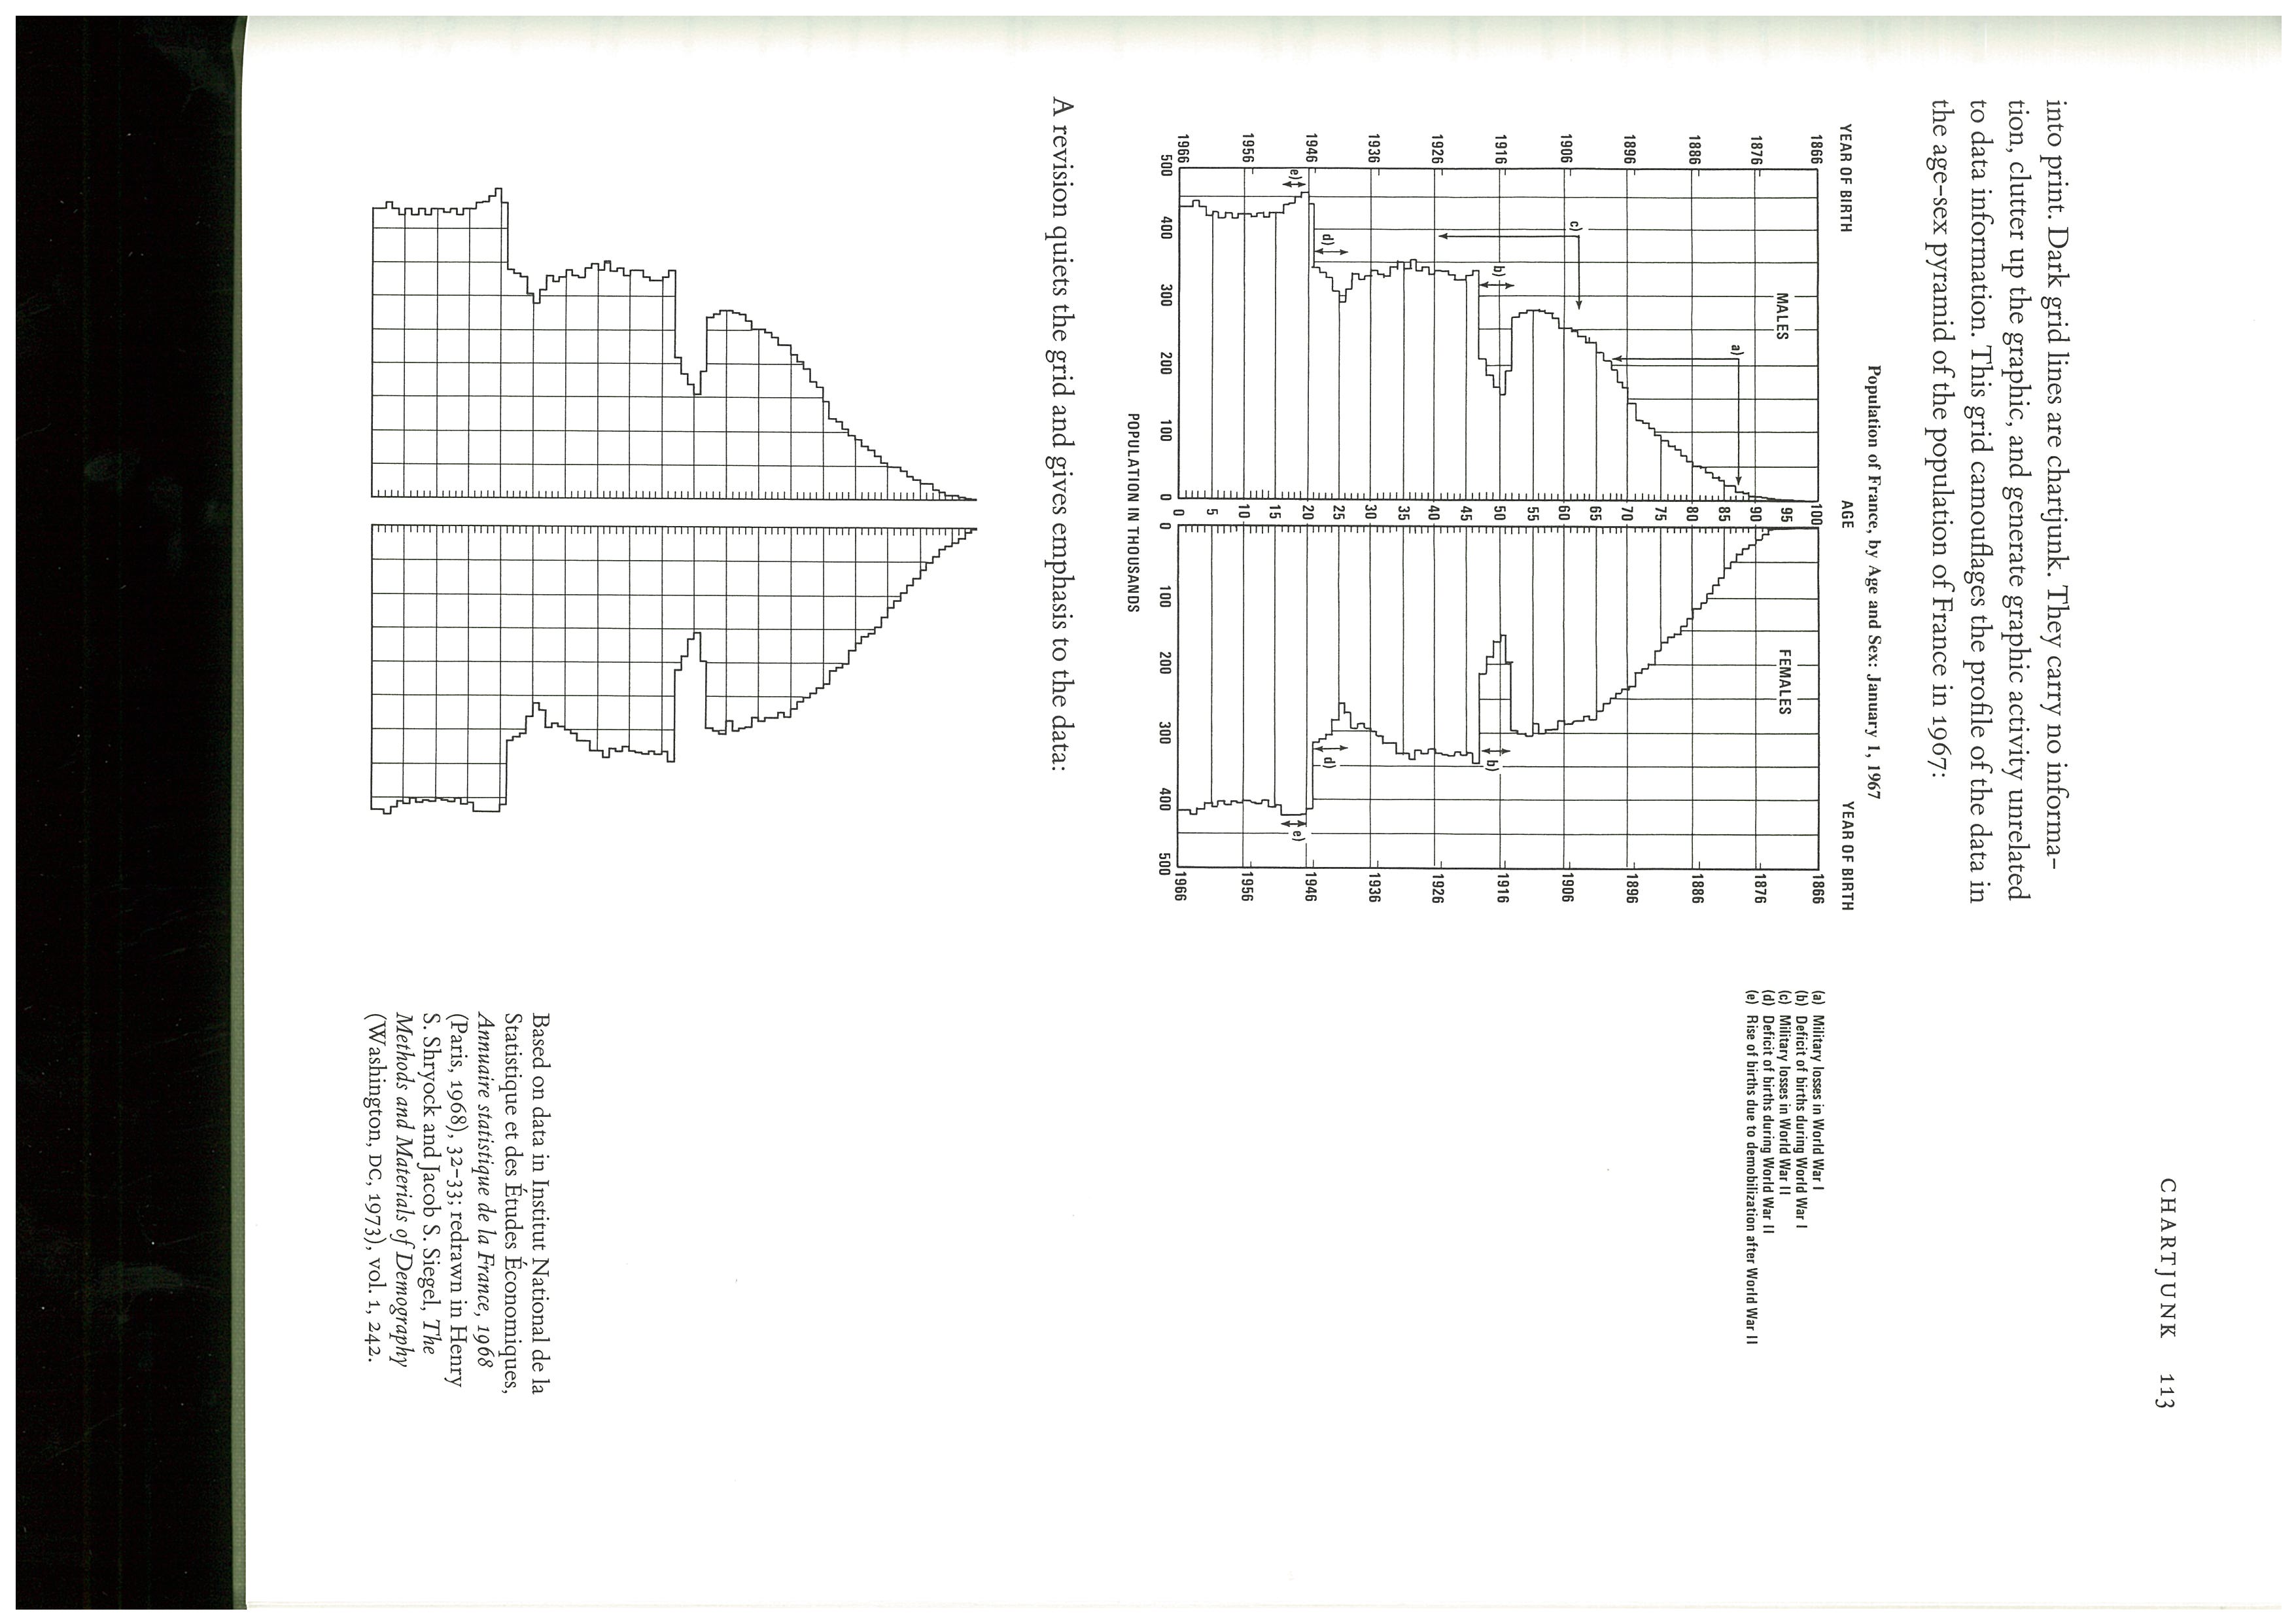 CHARTJUNK 113
into print. Dark grid lines are chartjunk. They carry no informa-
tion, clutter up the graphic, and generate graphic activity unrelated
to data information. This grid camouflages the profile of the data in
the age-sex pyramid of the population of France in 1967:
Population of France, by Age and Sex: January 1, 1967
YEAR OF BIRTH AGE YEAR OF BIRTH
1866 100 1866
MALES 95 FEMALES
1876 90 1876
a)
85
1886 80 1886
75
1896 70 1896
65
c)
1906 60 1906
55
1916 b) 50 1916
b)
45
1926 40 1926
35
1936 30 1936
25
d) d)
1946 20 1946
e) e)
15
1956 10 1956
5
1966 0 1966
500 400 300 200 100 0 0 100 200 300 400 500
POPULATION IN THOUSANDS
(a) Military losses in World War I
(b) Deficit of births during World War I
(c) Military losses in World War II
(d) Deficit of births during World War II
(e) Rise of births due to demobilization after World War II
A revision quiets the grid and gives emphasis to the data:
Based on data in Institut National de la
Statistique et des Études Économiques,
Annuaire statistique de la France, 1968
(Paris, 1968), 32–33; redrawn in Henry
S. Shryock and Jacob S. Siegel, The
Methods and Materials of Demography
(Washington, DC, 1973), vol. 1, 242.